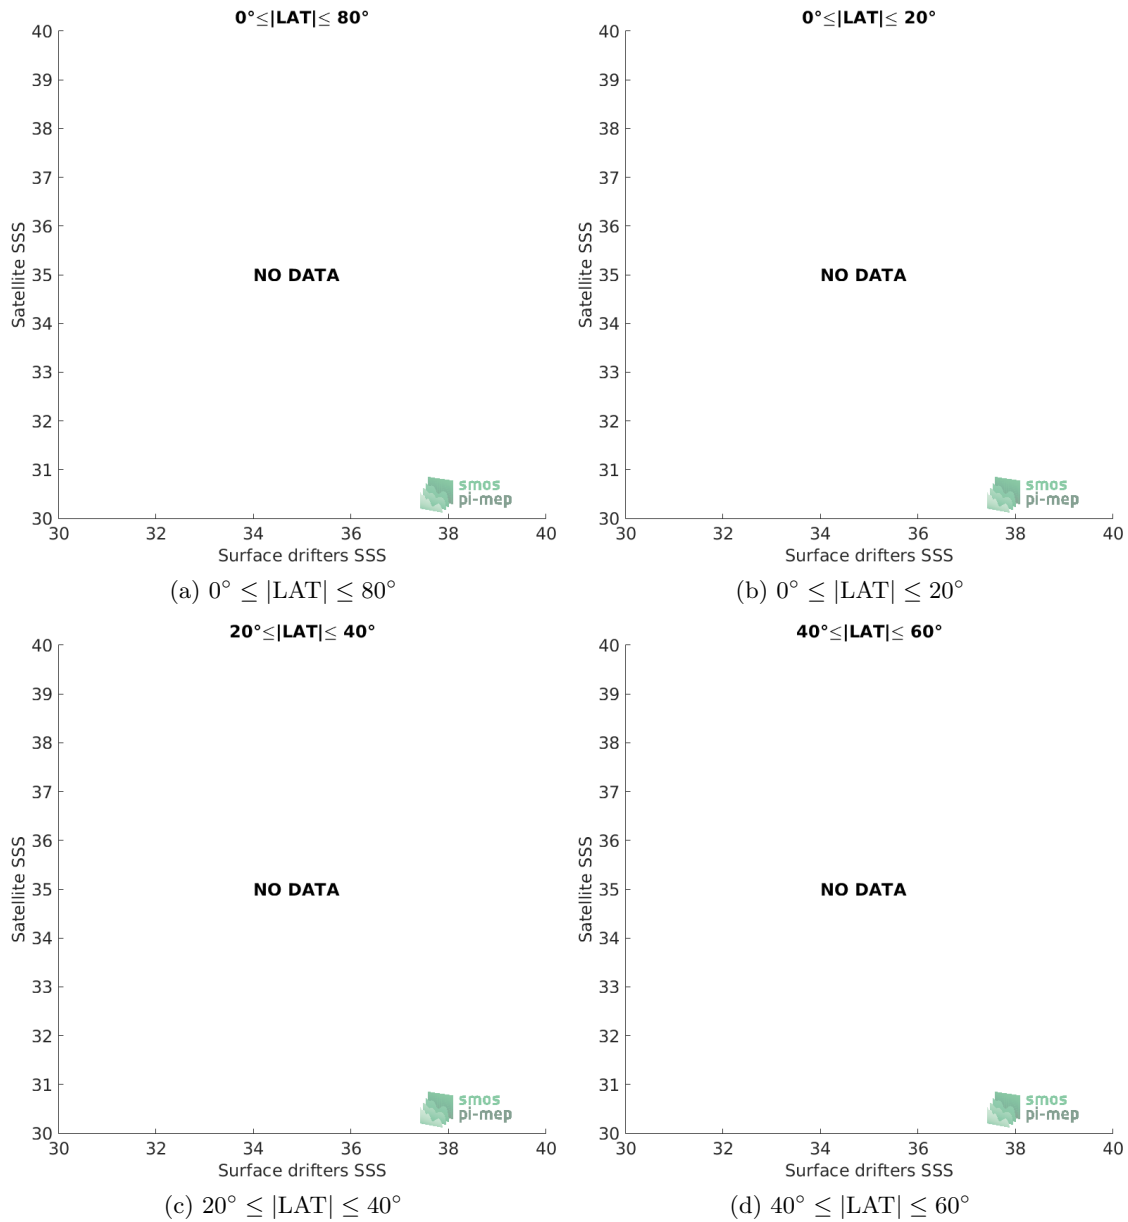 0°≤|LAT|≤ 80°
40
39
38
37
36
35
34
33
32
31
30
Satellite SSS
NO DATA
smos
pi-mep
30 32 34 36 38 40
Surface drifters SSS
(a) 0° ≤ |LAT| ≤ 80°
0°≤|LAT|≤ 20°
40
39
38
37
36
35
34
33
32
31
30
Satellite SSS
NO DATA
smos
pi-mep
30 32 34 36 38 40
Surface drifters SSS
(b) 0° ≤ |LAT| ≤ 20°
20°≤|LAT|≤ 40°
40
39
38
37
36
35
34
33
32
31
30
Satellite SSS
NO DATA
smos
pi-mep
30 32 34 36 38 40
Surface drifters SSS
(c) 20° ≤ |LAT| ≤ 40°
40°≤|LAT|≤ 60°
40
39
38
37
36
35
34
33
32
31
30
Satellite SSS
NO DATA
smos
pi-mep
30 32 34 36 38 40
Surface drifters SSS
(d) 40° ≤ |LAT| ≤ 60°